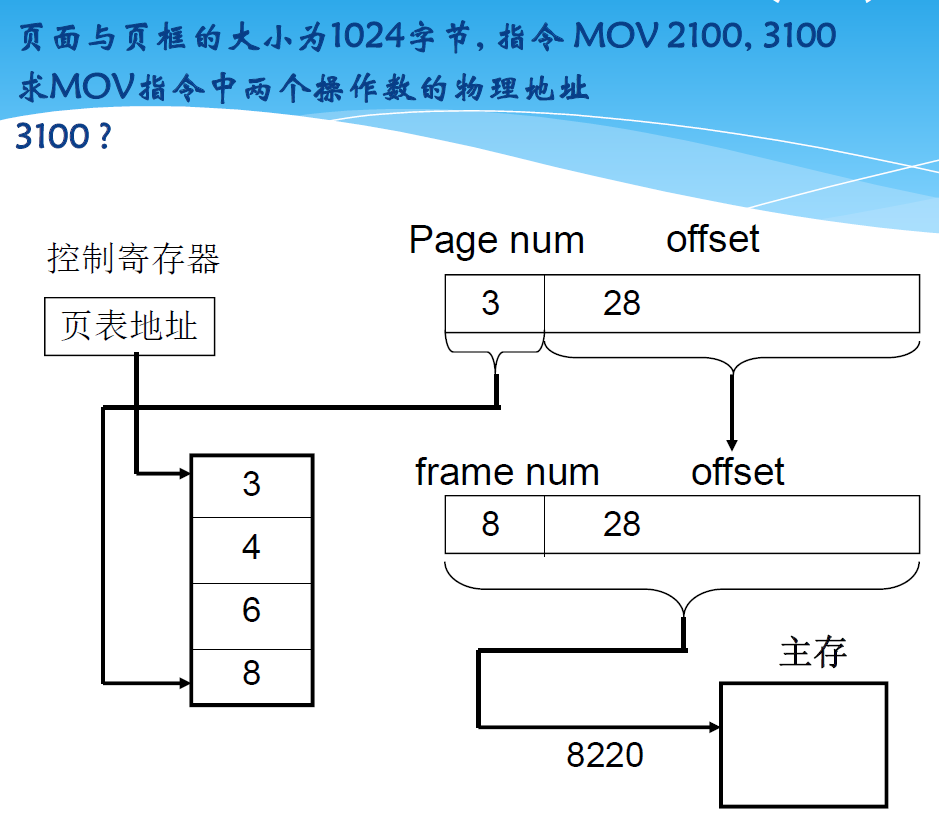 页面与页框的大小为1024字节, 指令 MOV 2100, 3100
求MOV指令中两个操作数的物理地址
3100 ?
Page num offset
控制寄存器
3 28
页表地址
frame num offset
3
8 28
4
6
主存
8
8220